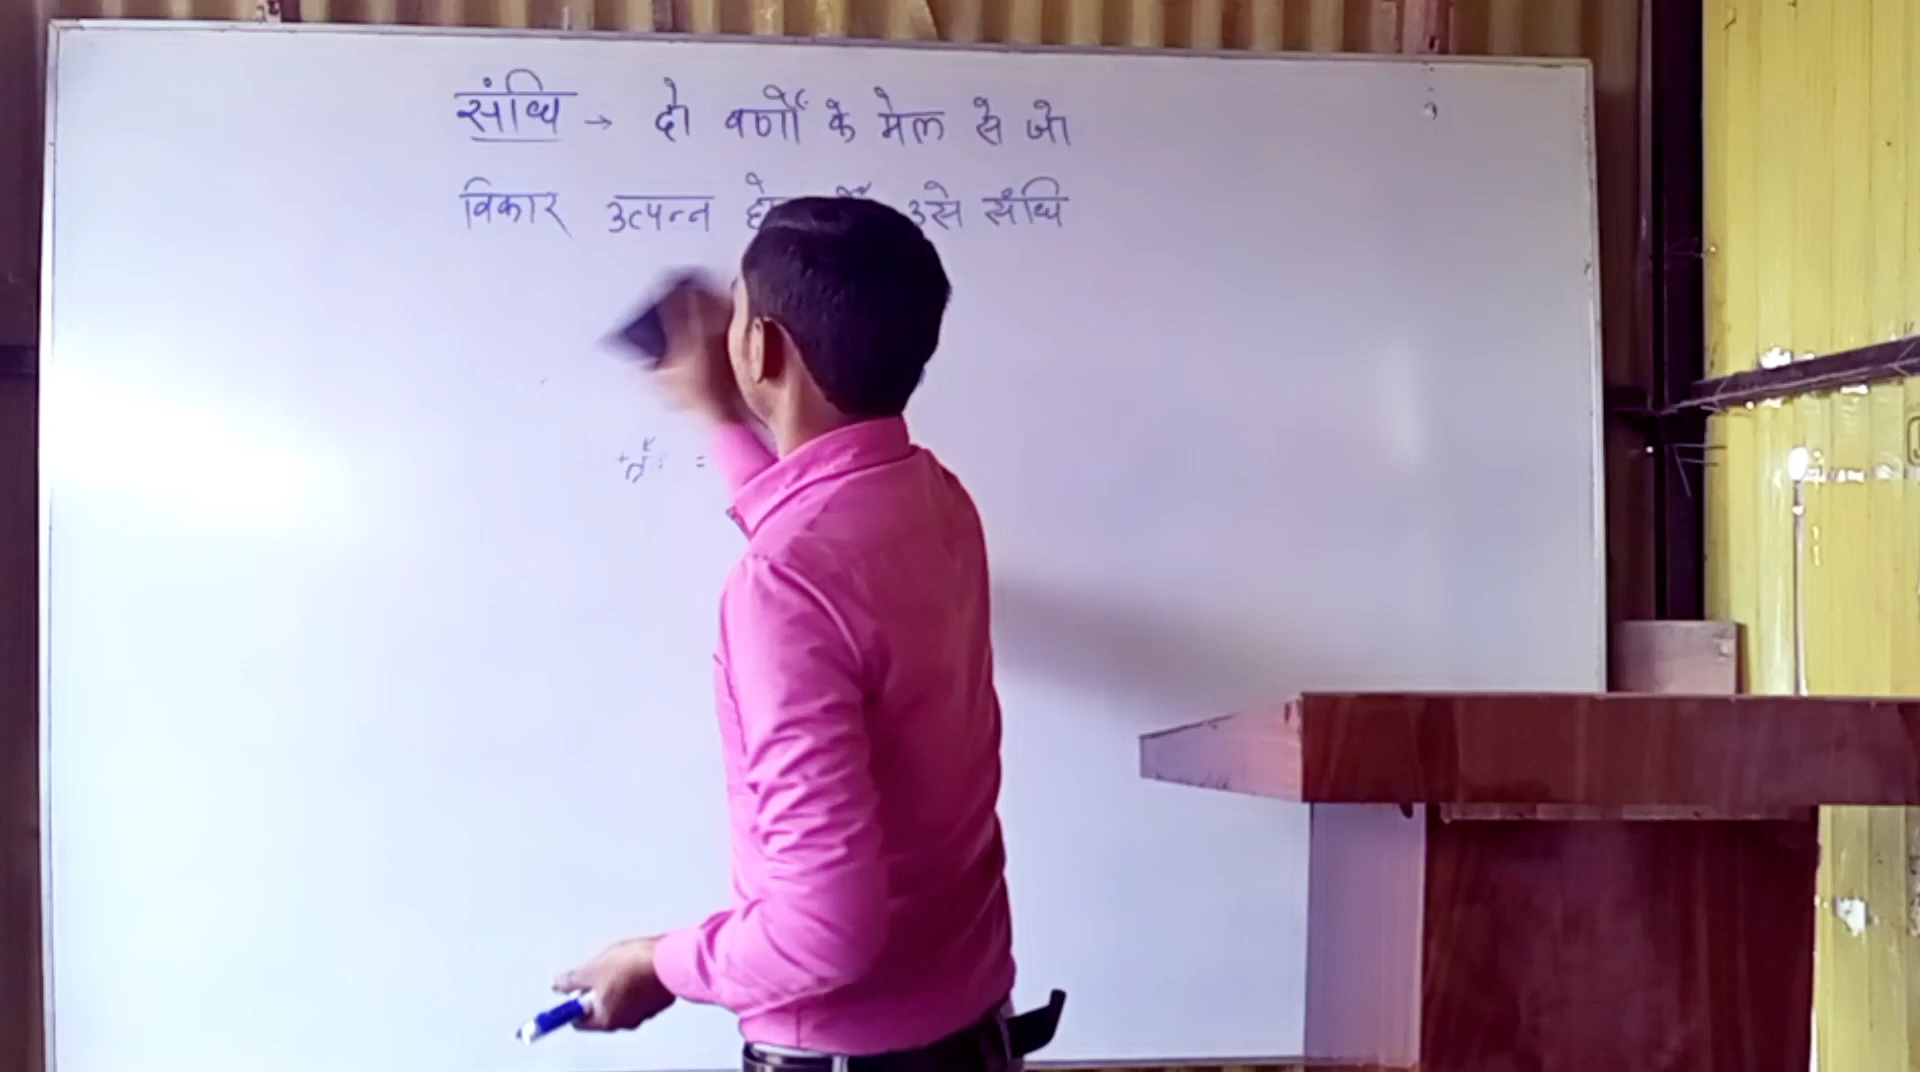 संधि → दो वर्णों के मेल से जो
विकार उत्पन्न उसे संधि